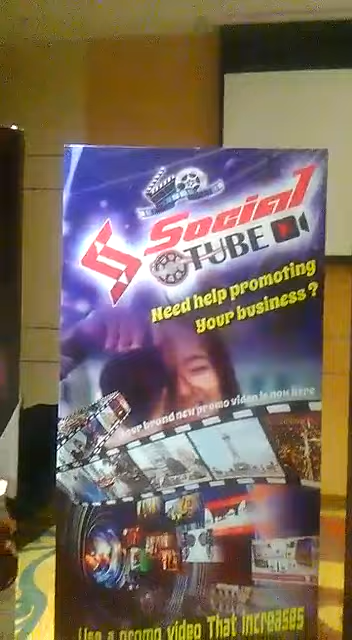 Social
TUBE
Need help promoting
your business?
Your brand new promo video is now here
Use a promo video That increases